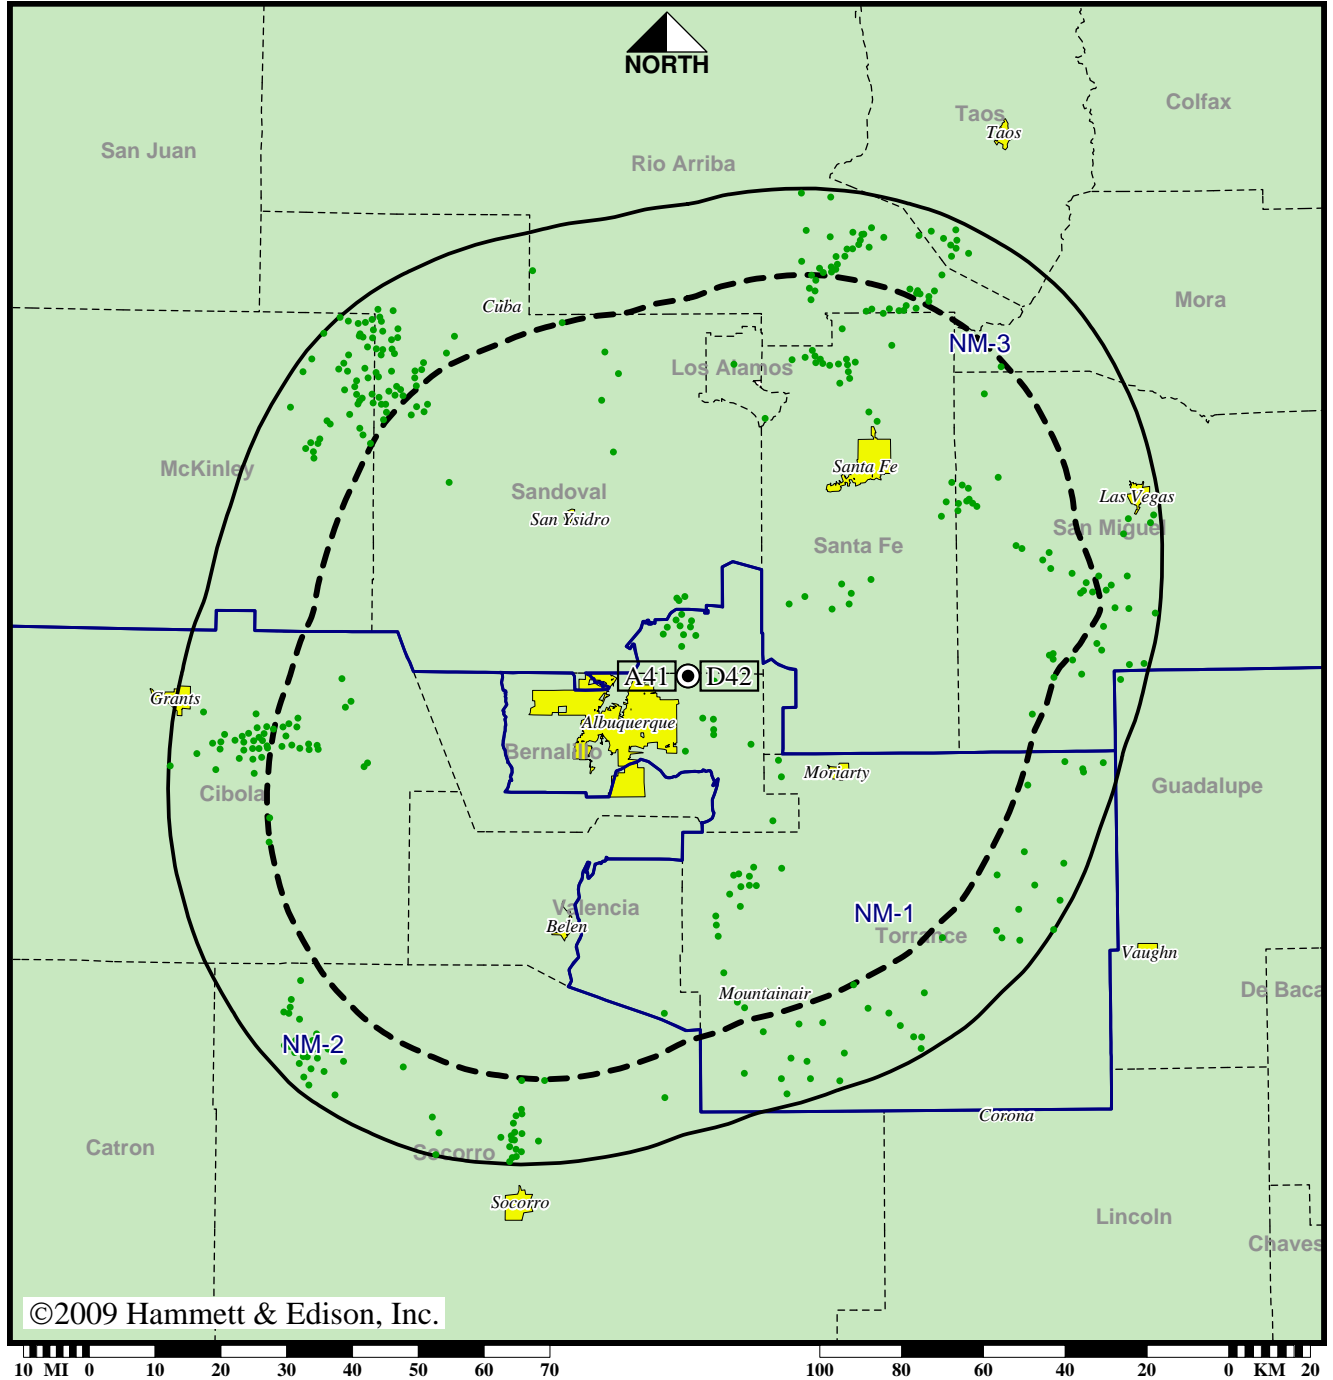 NORTH
Colfax
Taos
Taos
San Juan
Rio Arriba
Mora
Cuba
NM-3
Los Alamos
McKinley
Santa Fe
Sandoval
Las Vegas
San Ysidro
San Miguel
Santa Fe
A41
D42
Grants
Albuquerque
Bernalillo
Moriarty
Guadalupe
Cibola
Valencia
NM-1
Belen
Torrance
Vaughn
Mountainair
De Baca
NM-2
Corona
Catron
Socorro
Socorro
Lincoln
Chaves
©2009 Hammett & Edison, Inc.
10 MI 0 10 20 30 40 50 60 70
100 80 60 40 20 0 KM 20